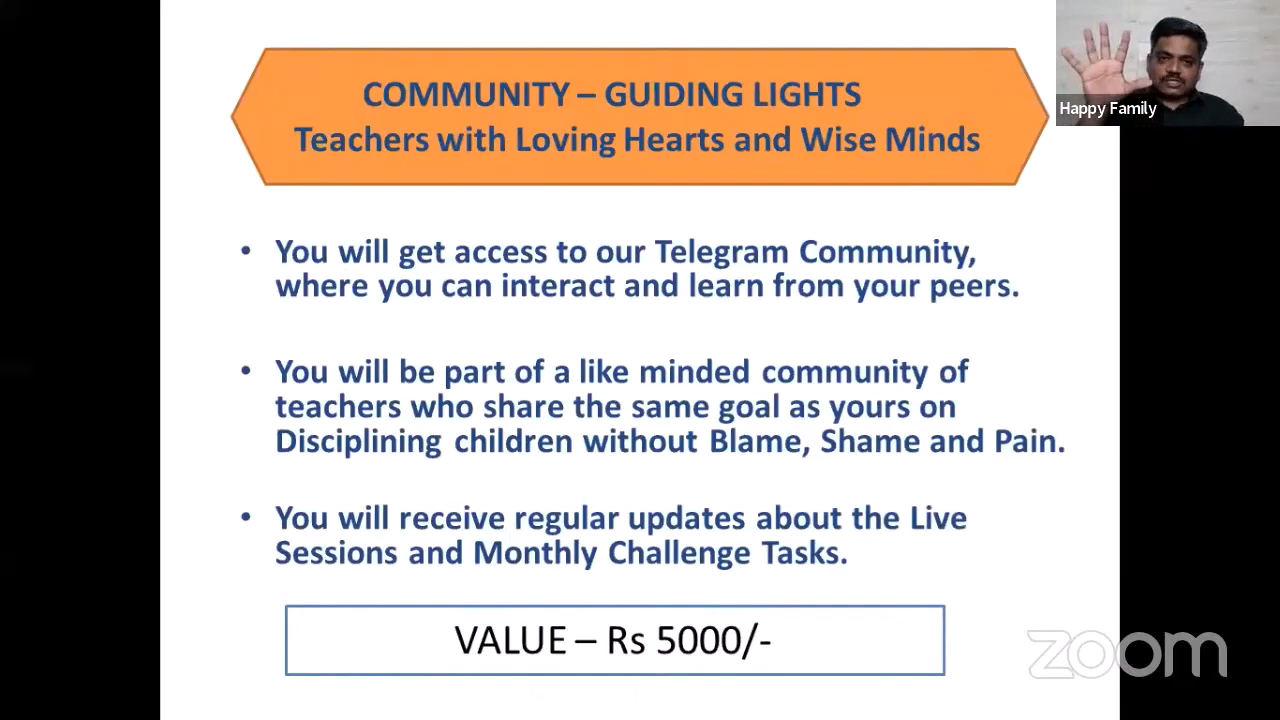 COMMUNITY – GUIDING LIGHTS
Teachers with Loving Hearts and Wise Minds
Happy Family
• You will get access to our Telegram Community,
where you can interact and learn from your peers.
• You will be part of a like minded community of
teachers who share the same goal as yours on
Disciplining children without Blame, Shame and Pain.
• You will receive regular updates about the Live
Sessions and Monthly Challenge Tasks.
VALUE – Rs 5000/-
zoom